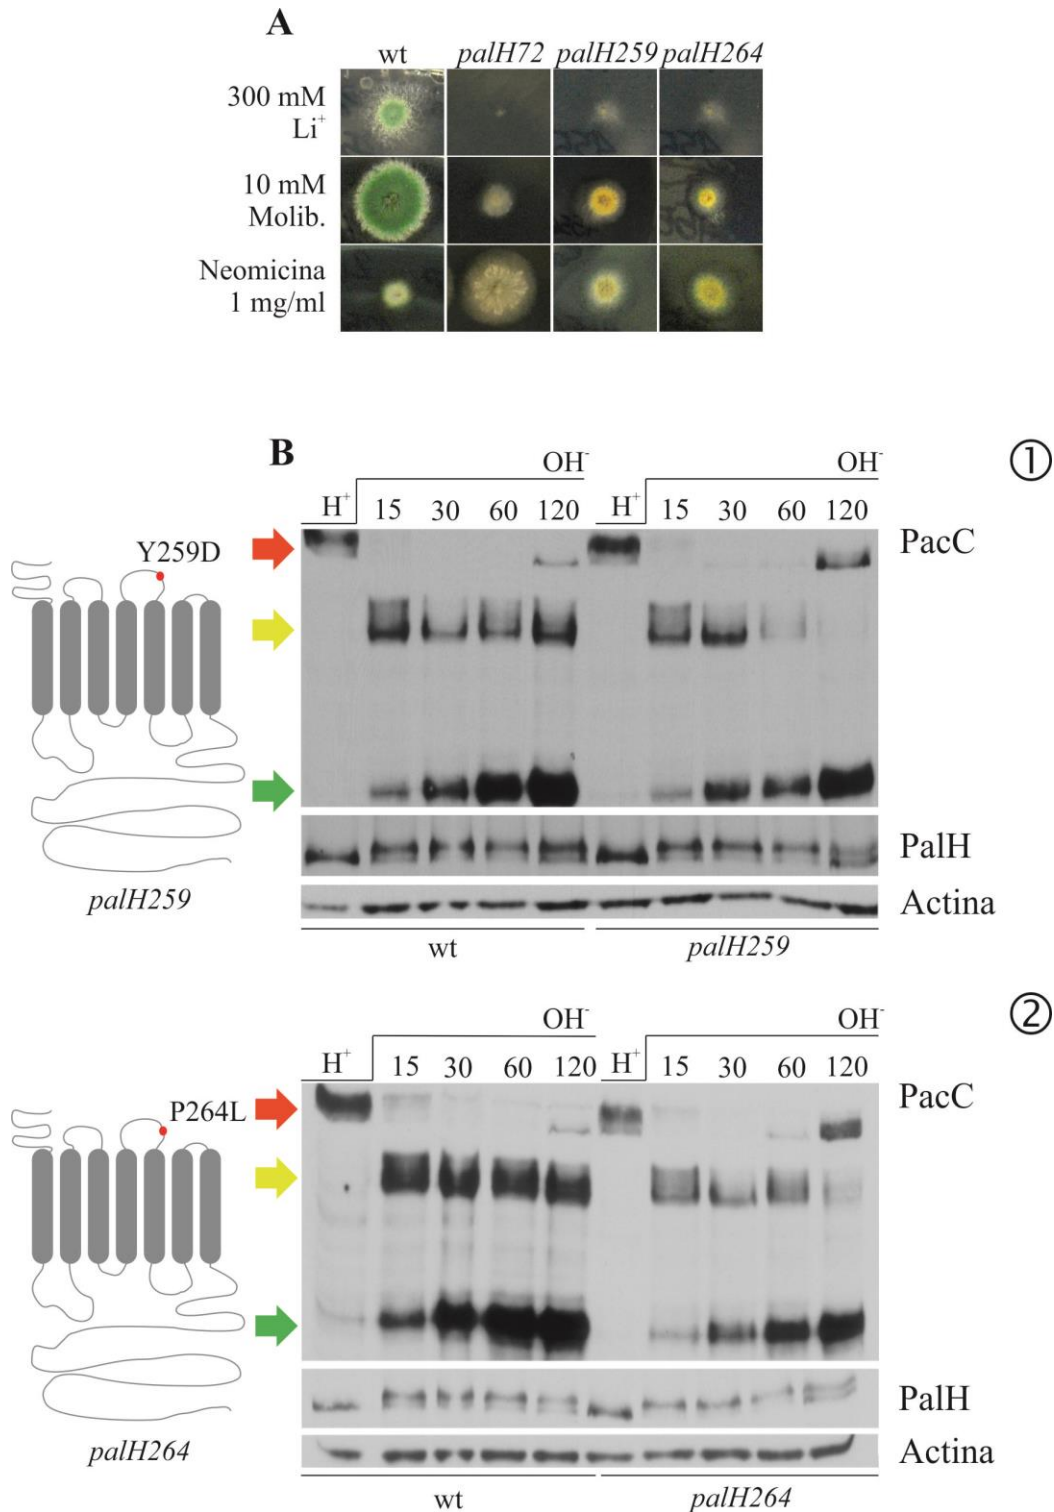 A
wt palH72 palH259 palH264
300 mM
Li⁺
10 mM
Molib.
Neomicina
1 mg/ml
B
①
OH⁻ OH⁻
H⁺ 15 30 60 120 H⁺ 15 30 60 120
PacC
Y259D
PalH
palH259
Actina
wt palH259
②
OH⁻ OH⁻
H⁺ 15 30 60 120 H⁺ 15 30 60 120
PacC
P264L
PalH
palH264
Actina
wt palH264